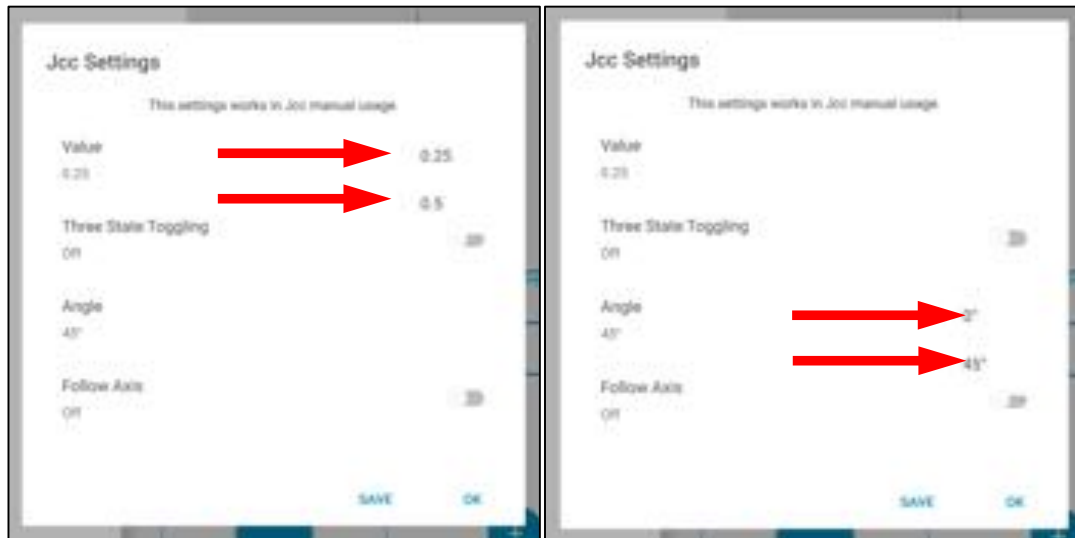 Jcc Settings
This settings works in Jcc manual usage
Value
0.25
0.25
0.5
Three State Toggling
Off
Angle
45°
Follow Axis
Off
SAVE OK
Jcc Settings
This settings works in Jcc manual usage
Value
0.25
Three State Toggling
Off
Angle
45°
45°
Follow Axis
Off
SAVE OK